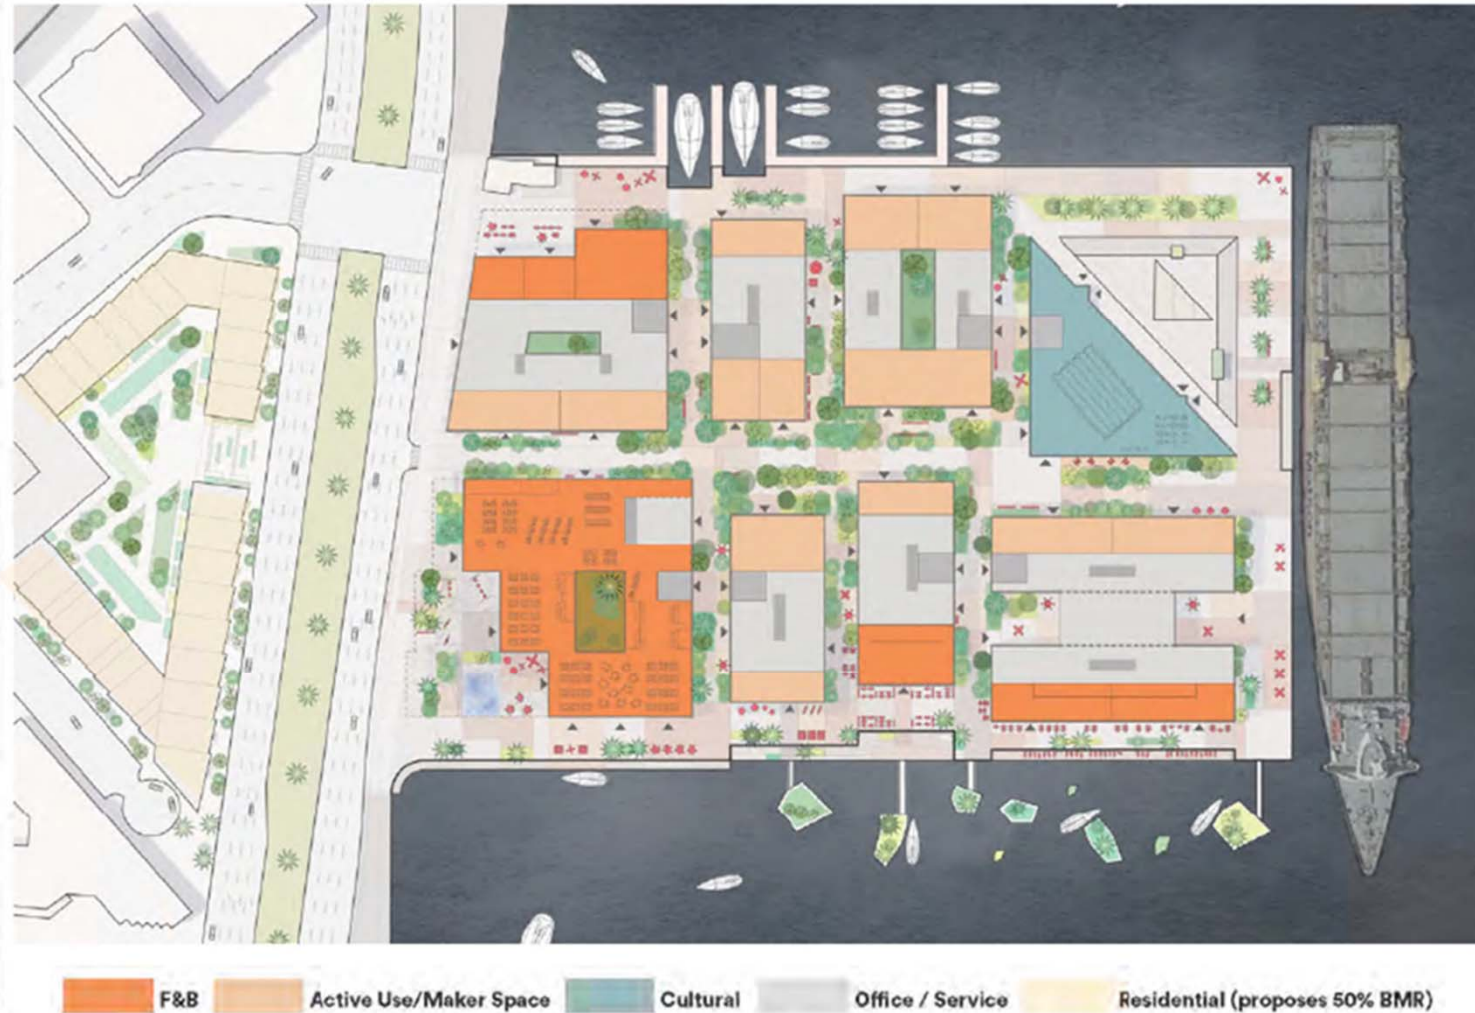 F&B Active Use/Maker Space Cultural Office / Service Residential (proposes 50% BMR)